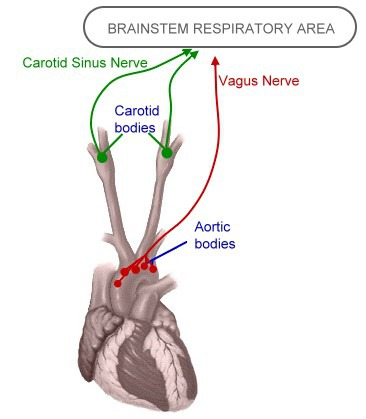 BRAINSTEM RESPIRATORY AREA
Carotid Sinus Nerve
Vagus Nerve
Carotid
bodies
Aortic
bodies